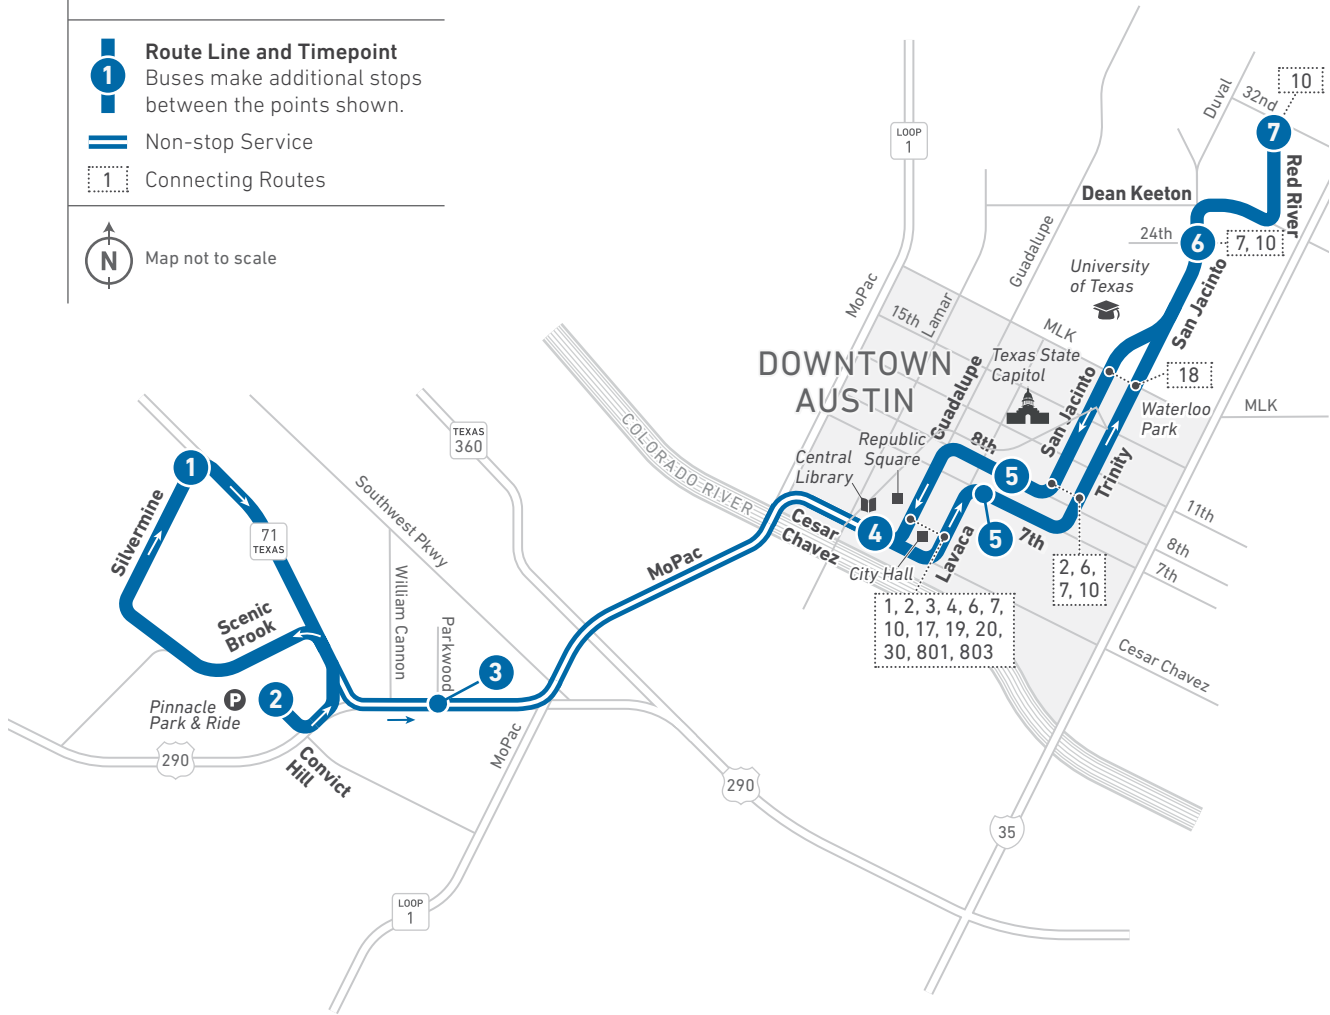 1
Route Line and Timepoint
Buses make additional stops
between the points shown.
Non-stop Service
1
Connecting Routes
N
Map not to scale
10
32nd
Duval
7
Red River
LOOP
1
Dean Keeton
24th
6
7, 10
Guadalupe
University
of Texas
San Jacinto
MoPac
Lamar
15th
MLK
DOWNTOWN
AUSTIN
Guadalupe
Texas State
Capitol
San Jacinto
18
Waterloo
Park
MLK
TEXAS
360
COLORADO RIVER
Republic
Square
Central
Library
8th
5
Trinity
1
Silvermine
71
TEXAS
Southwest Pkwy
Cesar
Chavez
4
City Hall
Lavaca
5
7th
11th
8th
7th
2, 6,
7, 10
MoPac
William Cannon
Parkwood
Scenic
Brook
1, 2, 3, 4, 6, 7,
10, 17, 19, 20,
30, 801, 803
Cesar Chavez
3
2
P
Pinnacle
Park & Ride
290
Convict
Hill
MoPac
290
35
LOOP
1